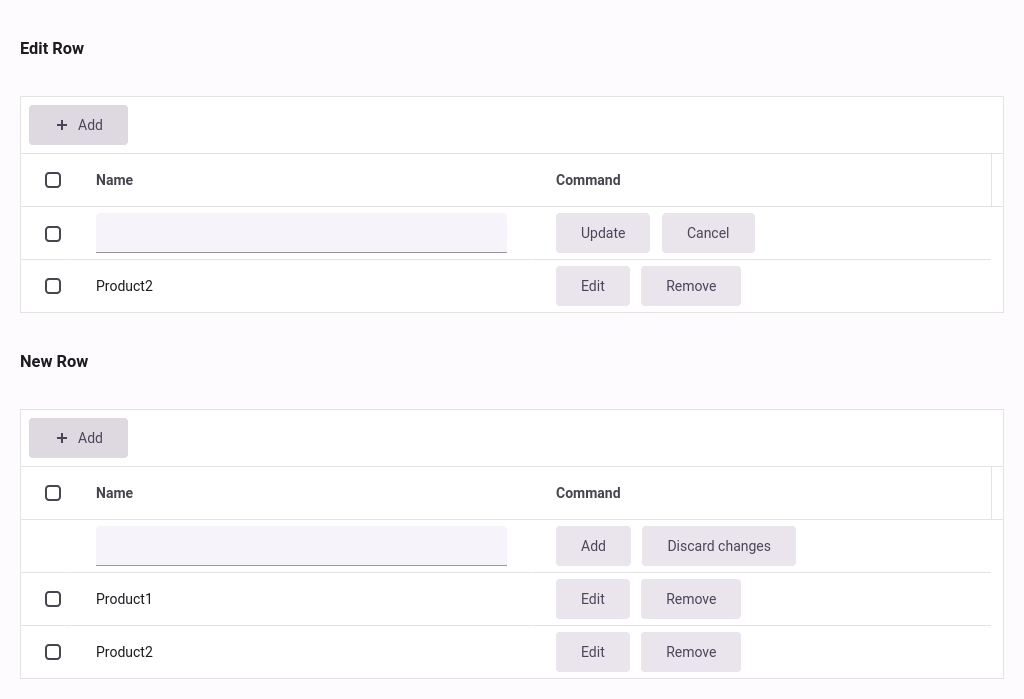 Edit Row
Add
Name Command
Update Cancel
Product2 Edit Remove
New Row
Add
Name Command
Add Discard changes
Product1 Edit Remove
Product2 Edit Remove